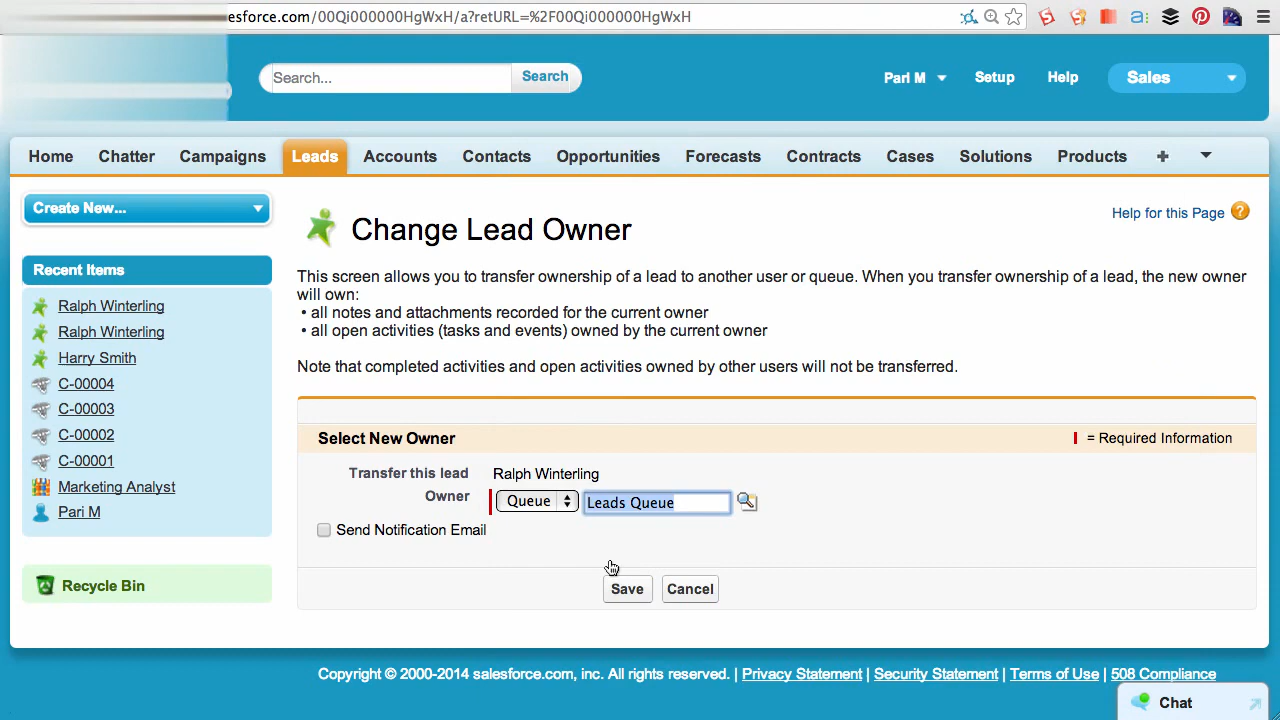 esforce.com/00Qi000000HgWxH/a?retURL=%2F00Qi000000HgWxH
Search...
Search
Pari M
Setup
Help
Sales
Home
Chatter
Campaigns
Leads
Accounts
Contacts
Opportunities
Forecasts
Contracts
Cases
Solutions
Products
+
Create New...
Recent Items
Ralph Winterling
Ralph Winterling
Harry Smith
C-00004
C-00003
C-00002
C-00001
Marketing Analyst
Pari M
Recycle Bin
Change Lead Owner
Help for this Page ?
This screen allows you to transfer ownership of a lead to another user or queue. When you transfer ownership of a lead, the new owner
will own:
• all notes and attachments recorded for the current owner
• all open activities (tasks and events) owned by the current owner
Note that completed activities and open activities owned by other users will not be transferred.
Select New Owner
= Required Information
Transfer this lead Ralph Winterling
Owner Queue Leads Queue
Send Notification Email
Save Cancel
Copyright © 2000-2014 salesforce.com, inc. All rights reserved. | Privacy Statement | Security Statement | Terms of Use | 508 Compliance
Chat